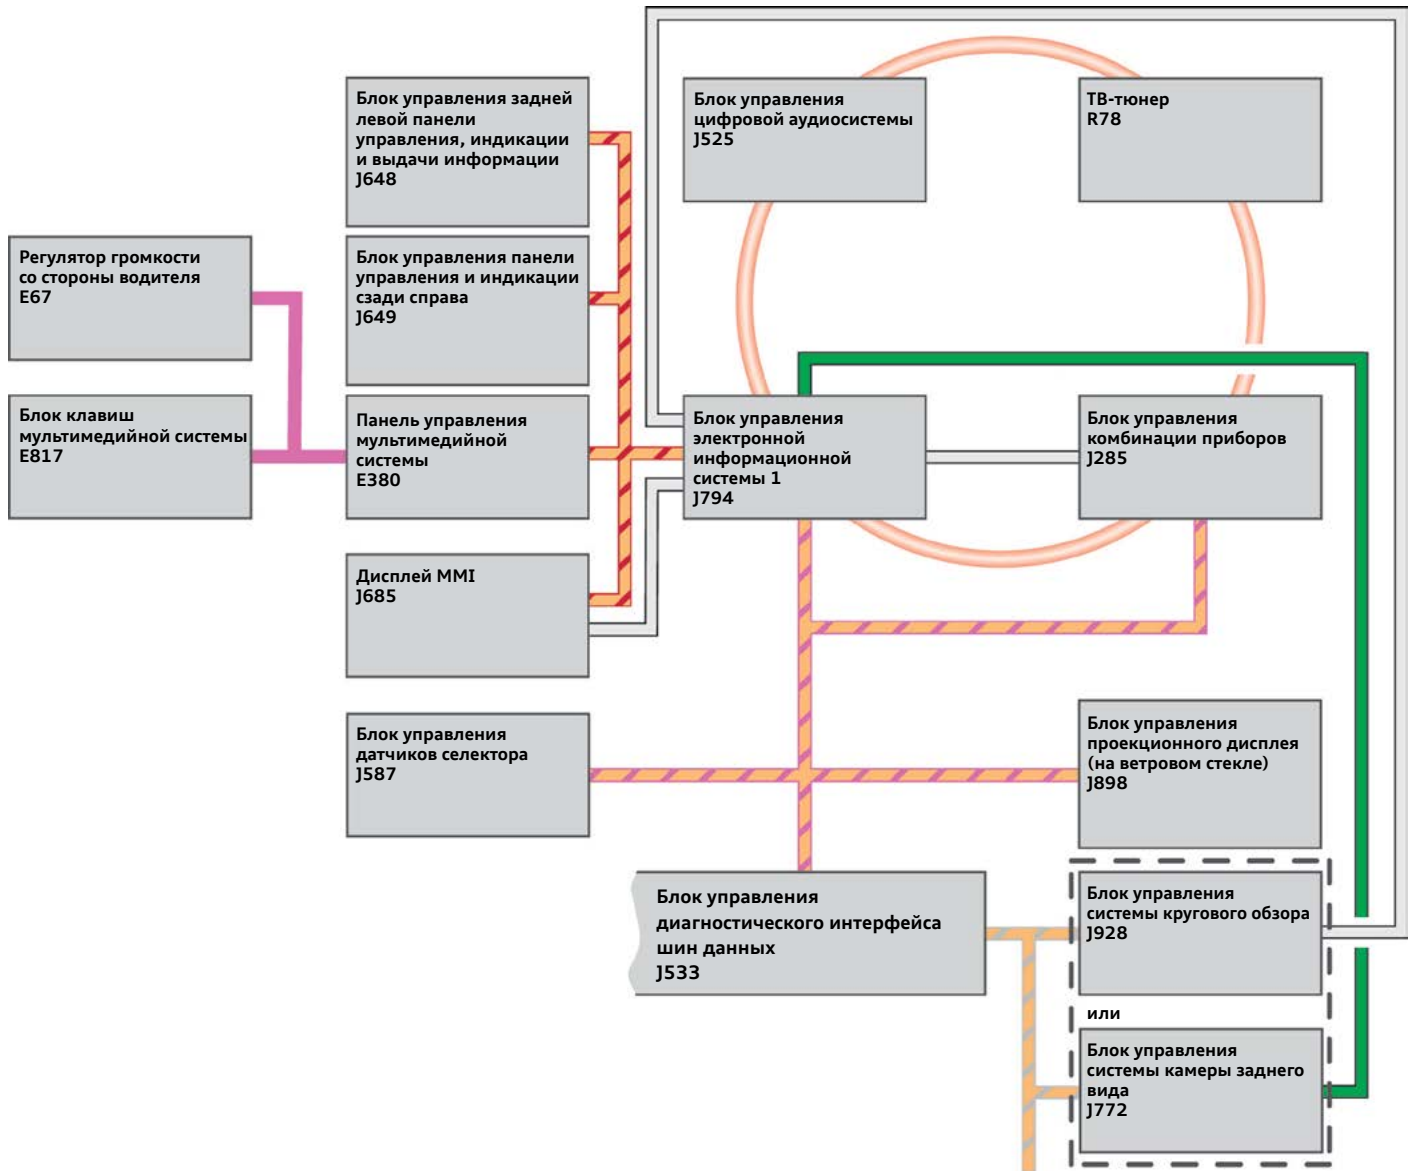 Блок управления задней
левой панели
управления, индикации
и выдачи информации
J648
Блок управления
цифровой аудиосистемы
J525
ТВ-тюнер
R78
Регулятор громкости
со стороны водителя
E67
Блок управления панели
управления и индикации
сзади справа
J649
Блок клавиш
мультимедийной системы
E817
Панель управления
мультимедийной
системы
E380
Блок управления
электронной
информационной
системы 1
J794
Блок управления
комбинации приборов
J285
Дисплей MMI
J685
Блок управления
датчиков селектора
J587
Блок управления
проекционного дисплея
(на ветровом стекле)
J898
Блок управления
диагностического интерфейса
шин данных
J533
Блок управления
системы кругового обзора
J928
или
Блок управления
системы камеры заднего
вида
J772